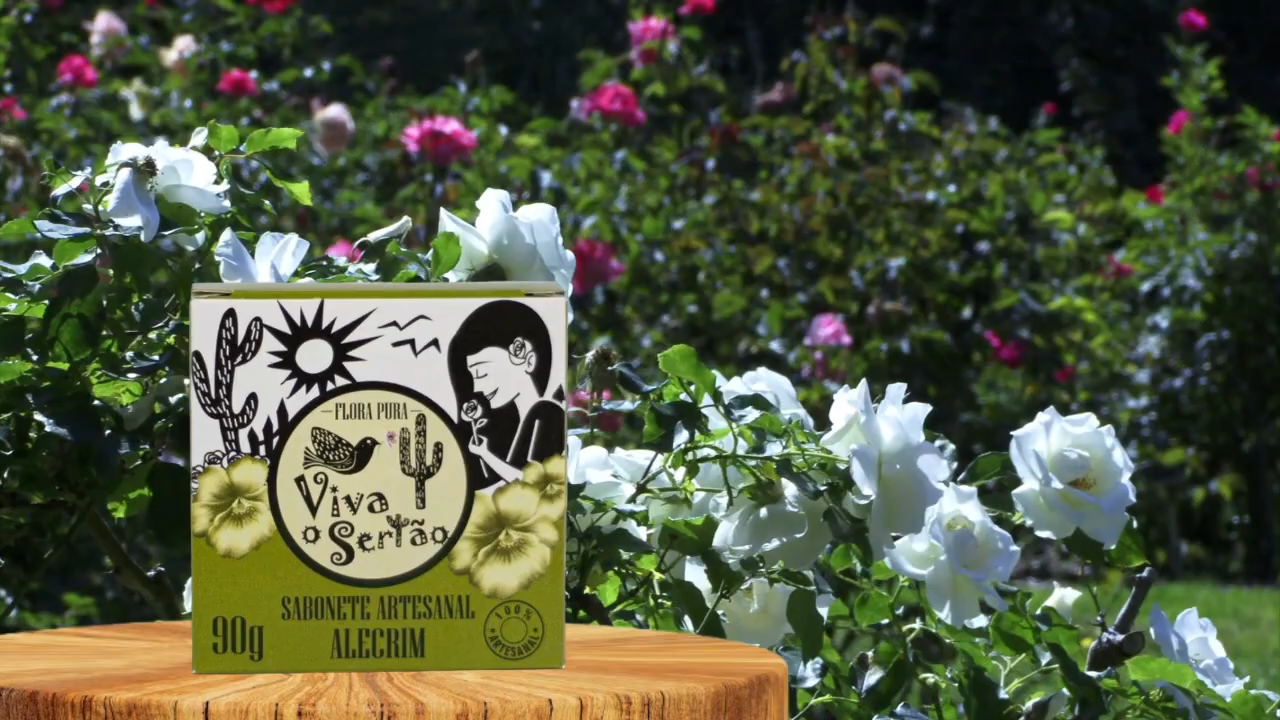 FLORA PURA
Viva
o Sertão
SABONETE ARTESANAL
90g
ALECRIM
100%
ARTESANAL